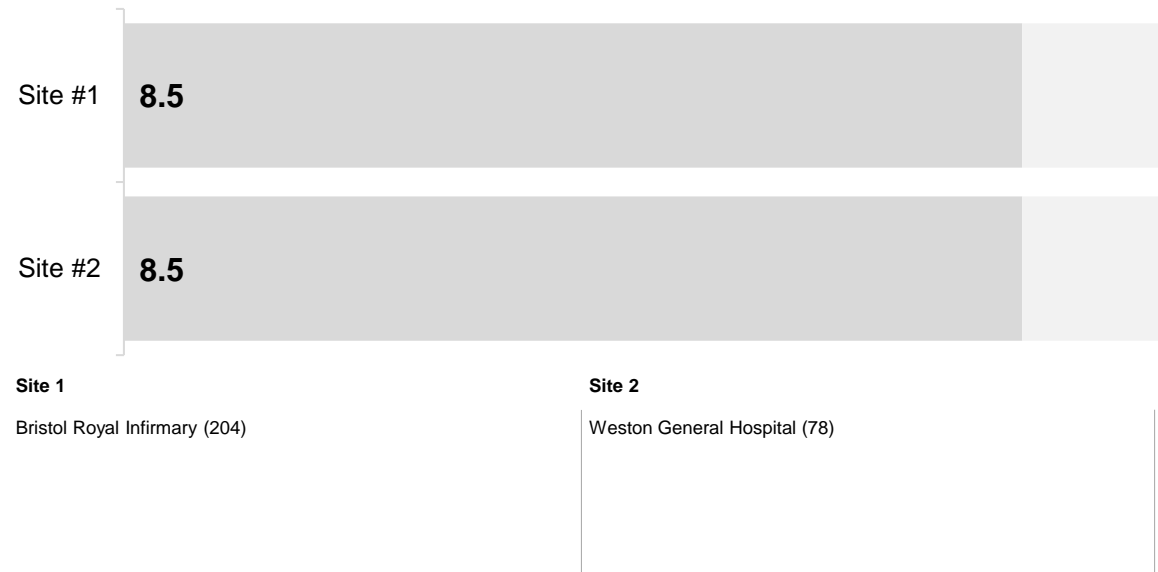 Site #1
8.5
Site #2
8.5
Site 1
Site 2
Bristol Royal Infirmary (204)
Weston General Hospital (78)